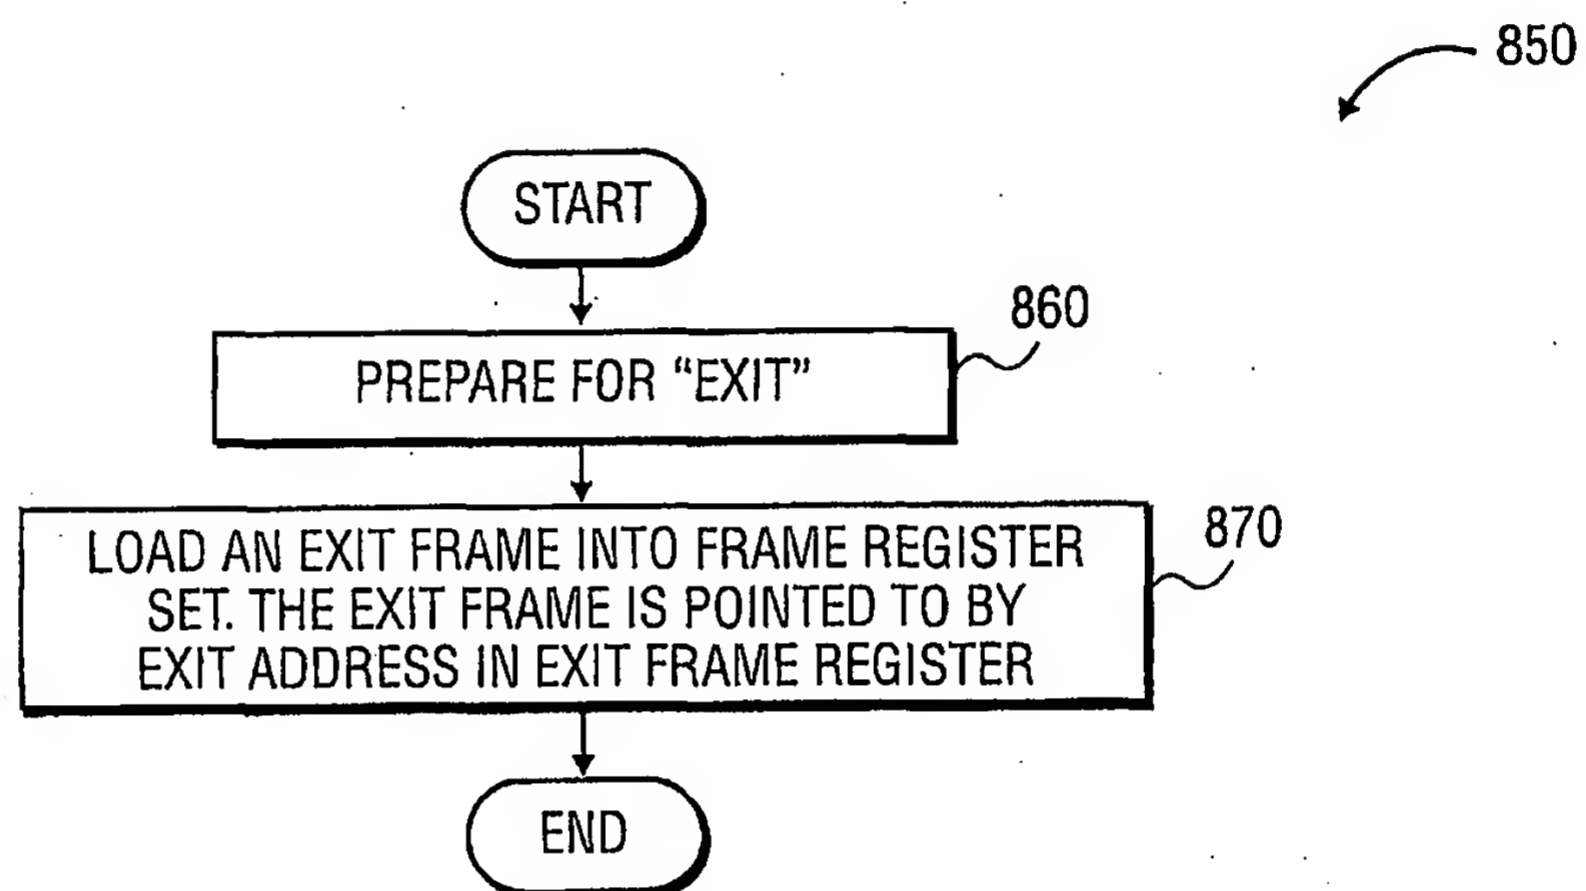 850
START
860
PREPARE FOR “EXIT”
870
LOAD AN EXIT FRAME INTO FRAME REGISTER
SET. THE EXIT FRAME IS POINTED TO BY
EXIT ADDRESS IN EXIT FRAME REGISTER
END